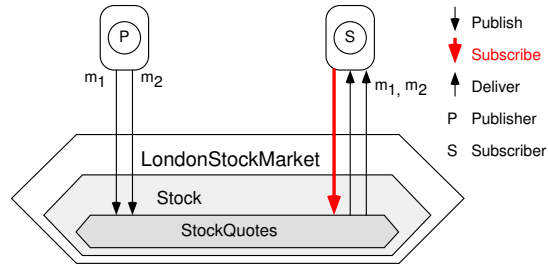 P
S
m1
m2
m1, m2
LondonStockMarket
Stock
StockQuotes
Publish
Subscribe
Deliver
P Publisher
S Subscriber